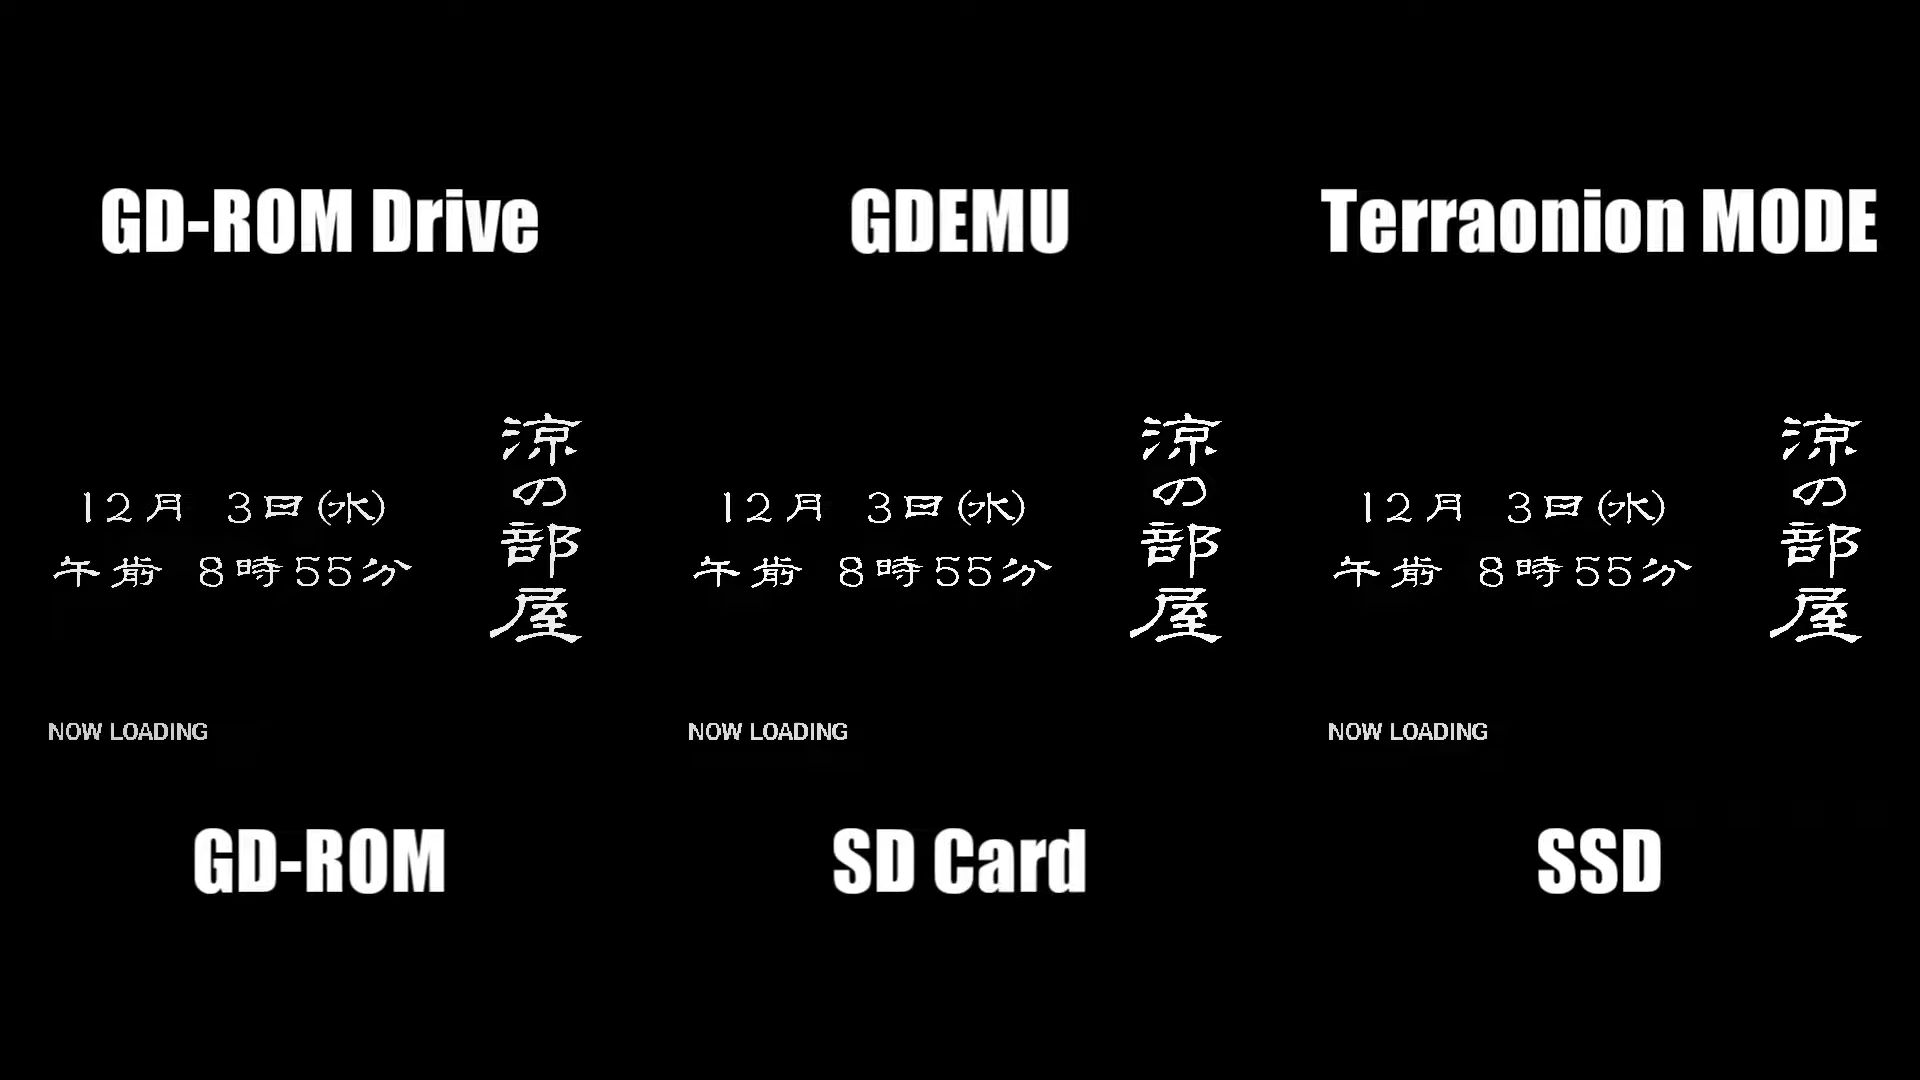 GD-ROM Drive
GDEMU
Terraonion MODE
12月 3日(水)
午前 8時55分
涼の部屋
NOW LOADING
12月 3日(水)
午前 8時55分
涼の部屋
NOW LOADING
12月 3日(水)
午前 8時55分
涼の部屋
NOW LOADING
GD-ROM
SD Card
SSD